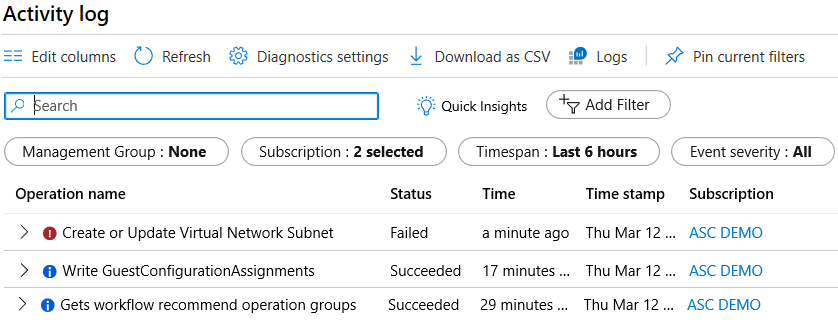 Activity log
Edit columns Refresh Diagnostics settings Download as CSV Logs Pin current filters
Search Quick Insights Add Filter
Management Group : None Subscription : 2 selected Timespan : Last 6 hours Event severity : All
Operation name Status Time Time stamp Subscription
Create or Update Virtual Network Subnet Failed a minute ago Thu Mar 12 ... ASC DEMO
Write GuestConfigurationAssignments Succeeded 17 minutes ... Thu Mar 12 ... ASC DEMO
Gets workflow recommend operation groups Succeeded 29 minutes ... Thu Mar 12 ... ASC DEMO